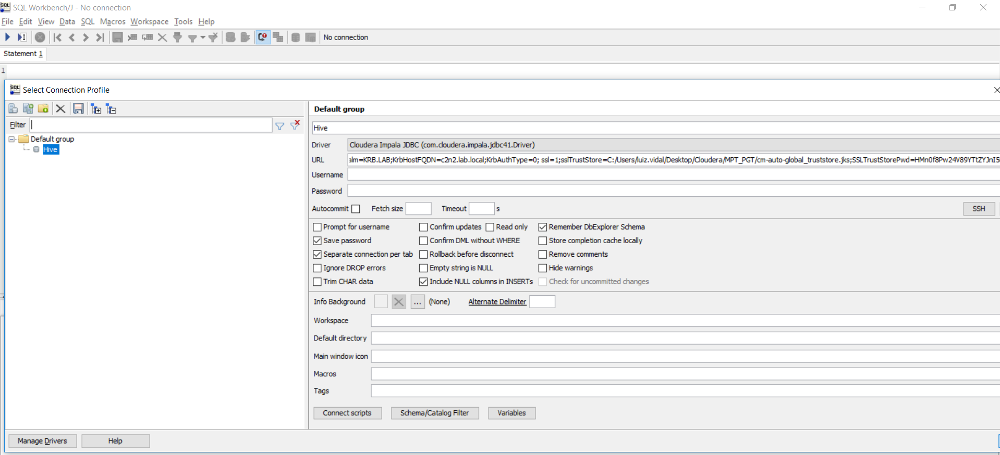 SQL Workbench/J - No connection
File Edit View Data SQL Macros Workspace Tools Help
No connection
Statement 1
1
Select Connection Profile
Default group
Filter
Hive
Default group
Hive
Driver Cloudera Impala JDBC (com.cloudera.impala.jdbc41.Driver)
URL alm=KRB.LAB;KrbHostFQDN=c2n2.lab.local;KrbAuthType=0; ssl=1;sslTrustStore=C:/Users/luiz.vidal/Desktop/Cloudera/MPT_PGT/cm-auto-global_truststore.jks;SSLTrustStorePwd=HMn0f8Pw24V89YTtZYJnI5
Username
Password
Autocommit Fetch size Timeout s SSH
Prompt for username Confirm updates Read only Remember DbExplorer Schema
Save password Confirm DML without WHERE Store completion cache locally
Separate connection per tab Rollback before disconnect Remove comments
Ignore DROP errors Empty string is NULL Hide warnings
Trim CHAR data Include NULL columns in INSERTs Check for uncommitted changes
Info Background ... (None) Alternate Delimiter
Workspace
Default directory
Main window icon
Macros
Tags
Connect scripts Schema/Catalog Filter Variables
Manage Drivers Help